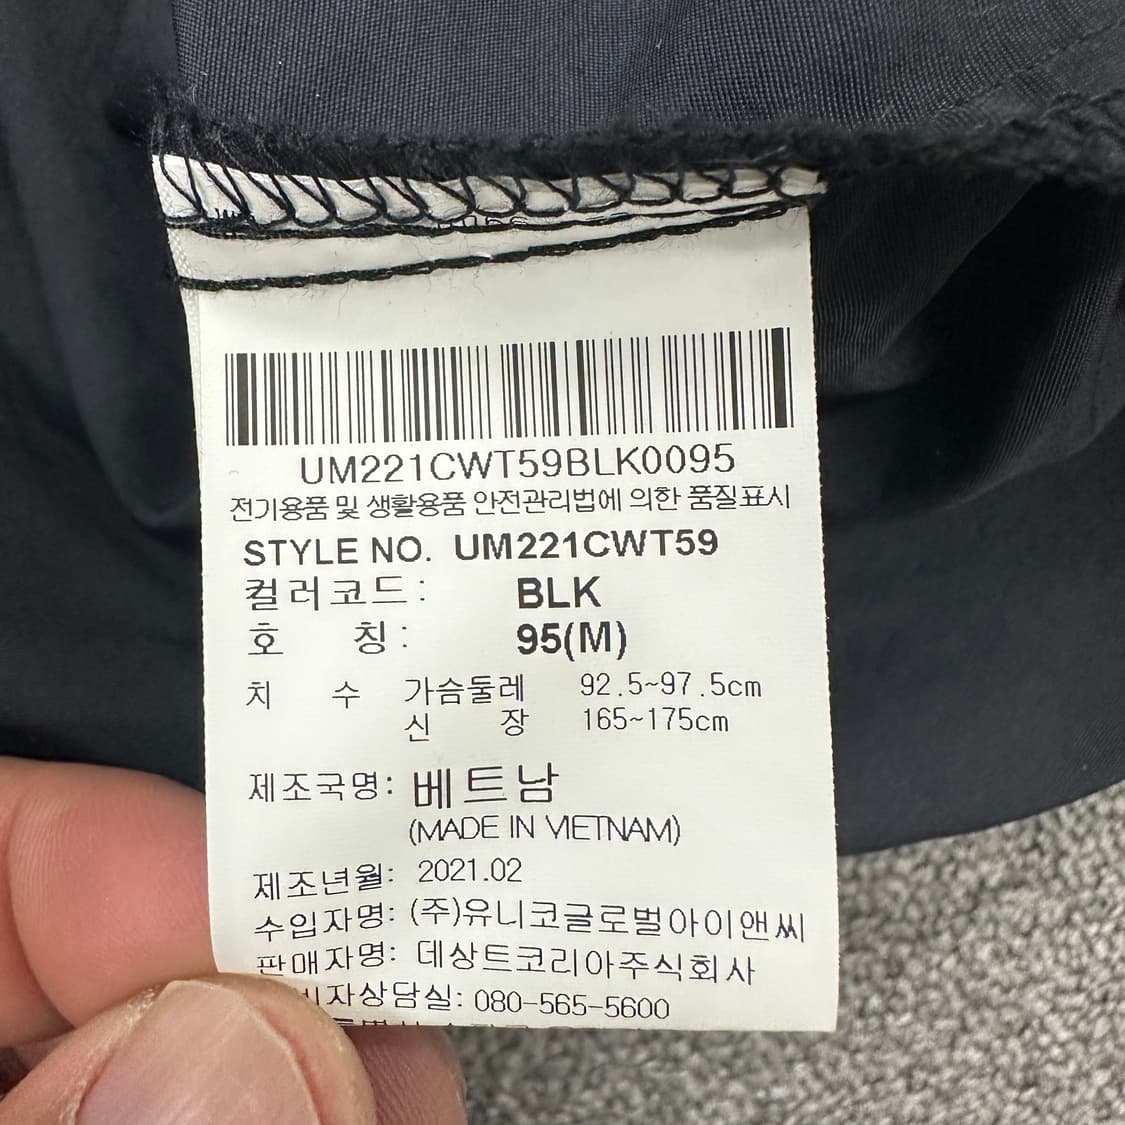 UM221CWT59BLK0095
전기용품 및 생활용품 안전관리법에 의한 품질표시
STYLE NO. UM221CWT59
컬러코드: BLK
호 칭: 95(M)
치 수 가슴둘레 92.5~97.5cm
신 장 165~175cm
제조국명: 베트남
(MADE IN VIETNAM)
제조년월: 2021.02
수입자명: (주)유니코글로벌아이앤씨
판매자명: 데상트코리아주식회사
비자상담실: 080-565-5600